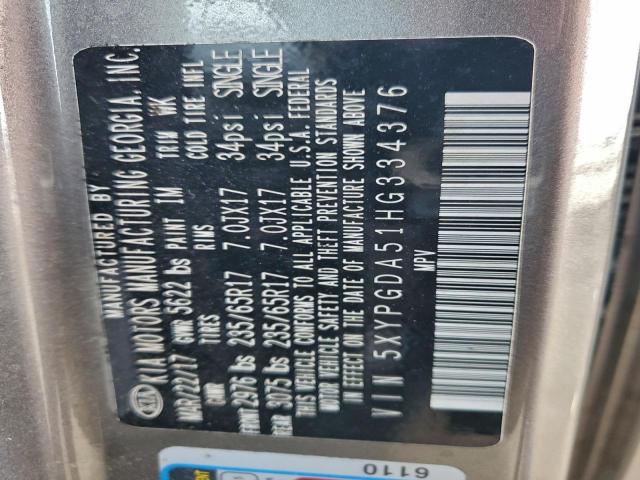 MANUFACTURED BY
KIA MOTORS MANUFACTURING GEORGIA, INC.
MAR/22/17 GVWR 5622 lbs PAINT IM TRIM WK
GAWR TIRES RIMS COLD TIRE INFL
FRONT 2976 lbs 235/65R17 7.0JX17 34psi SINGLE
REAR 3075 lbs 235/65R17 7.0JX17 34psi SINGLE
THIS VEHICLE CONFORMS TO ALL APPLICABLE U.S.A. FEDERAL
MOTOR VEHICLE SAFETY AND THEFT PREVENTION STANDARDS
IN EFFECT ON THE DATE OF MANUFACTURE SHOWN ABOVE
VIN 5XYPGDA51HG334376
MPV
KIA
6110